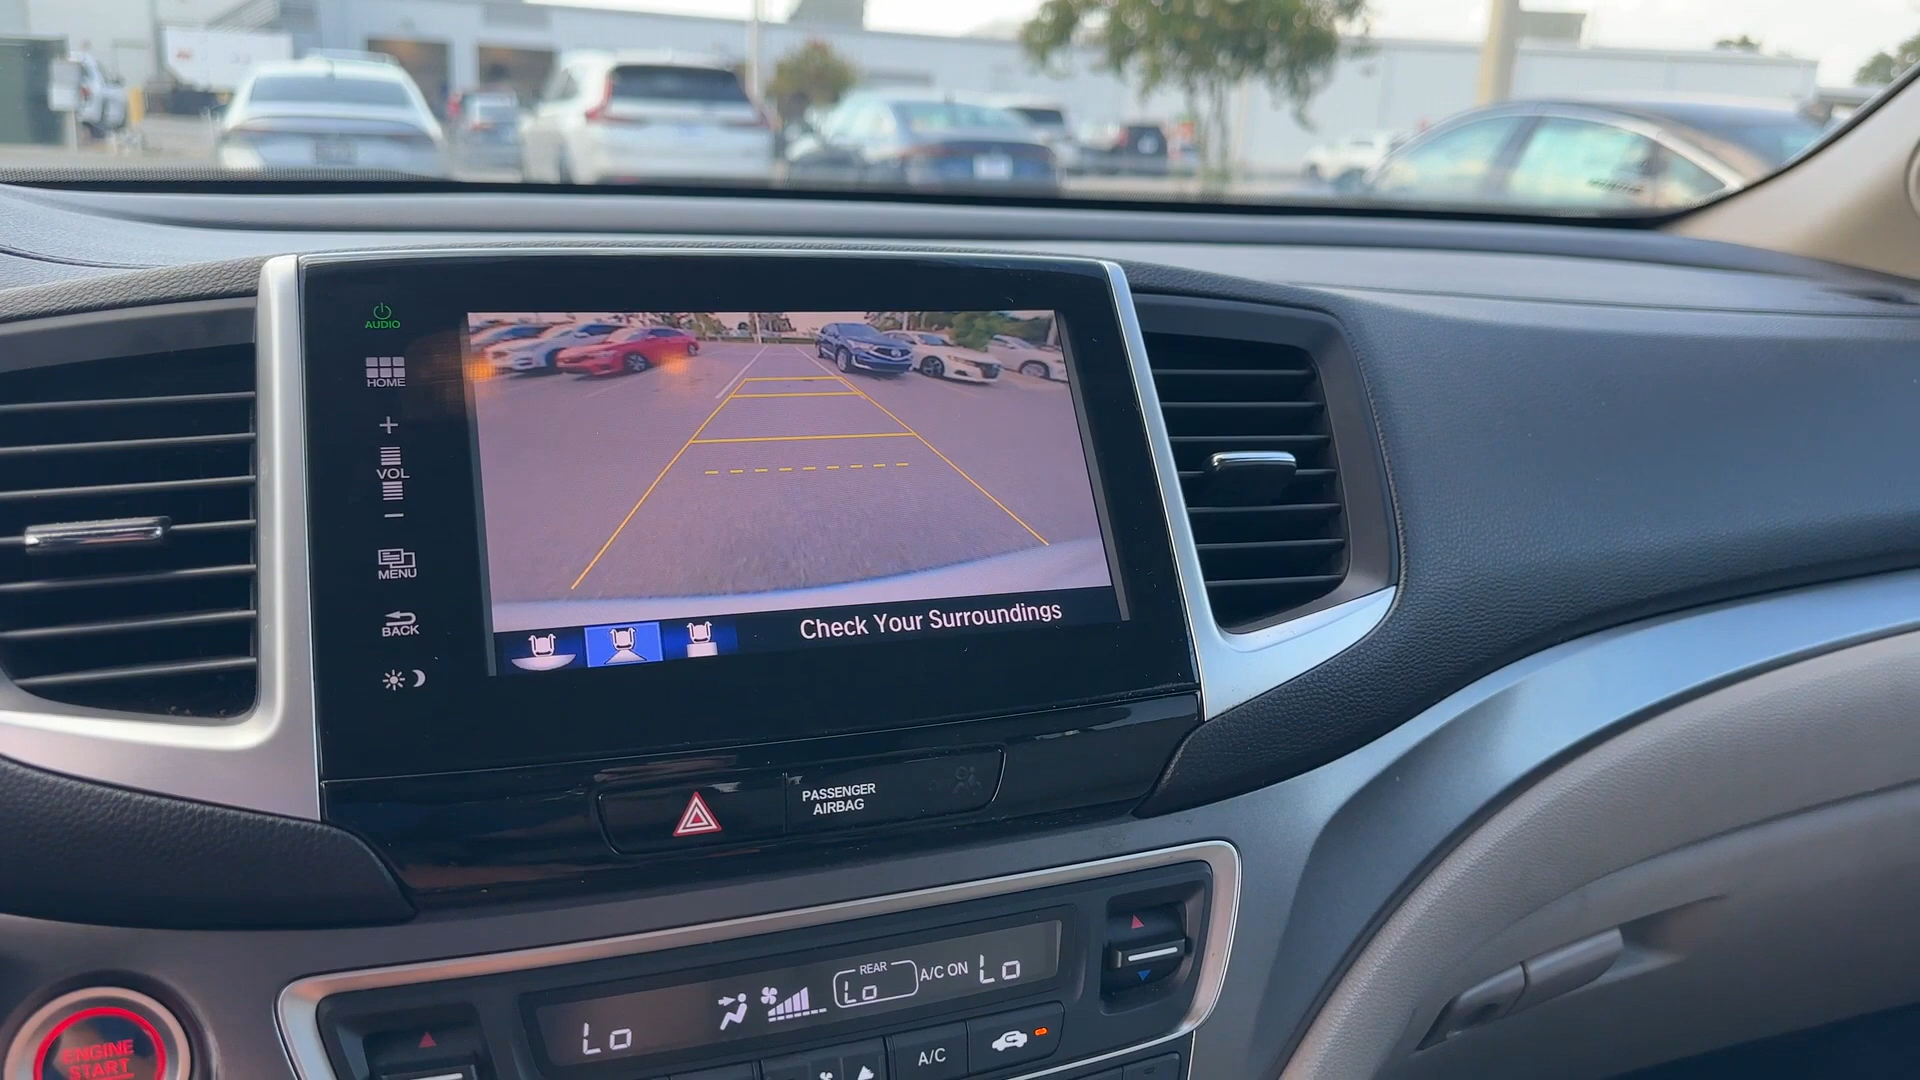 AUDIO
HOME
+
VOL
-
MENU
BACK
Check Your Surroundings
PASSENGER
AIRBAG
REAR
Lo
A/C ON
Lo
Lo
A/C
ENGINE
START